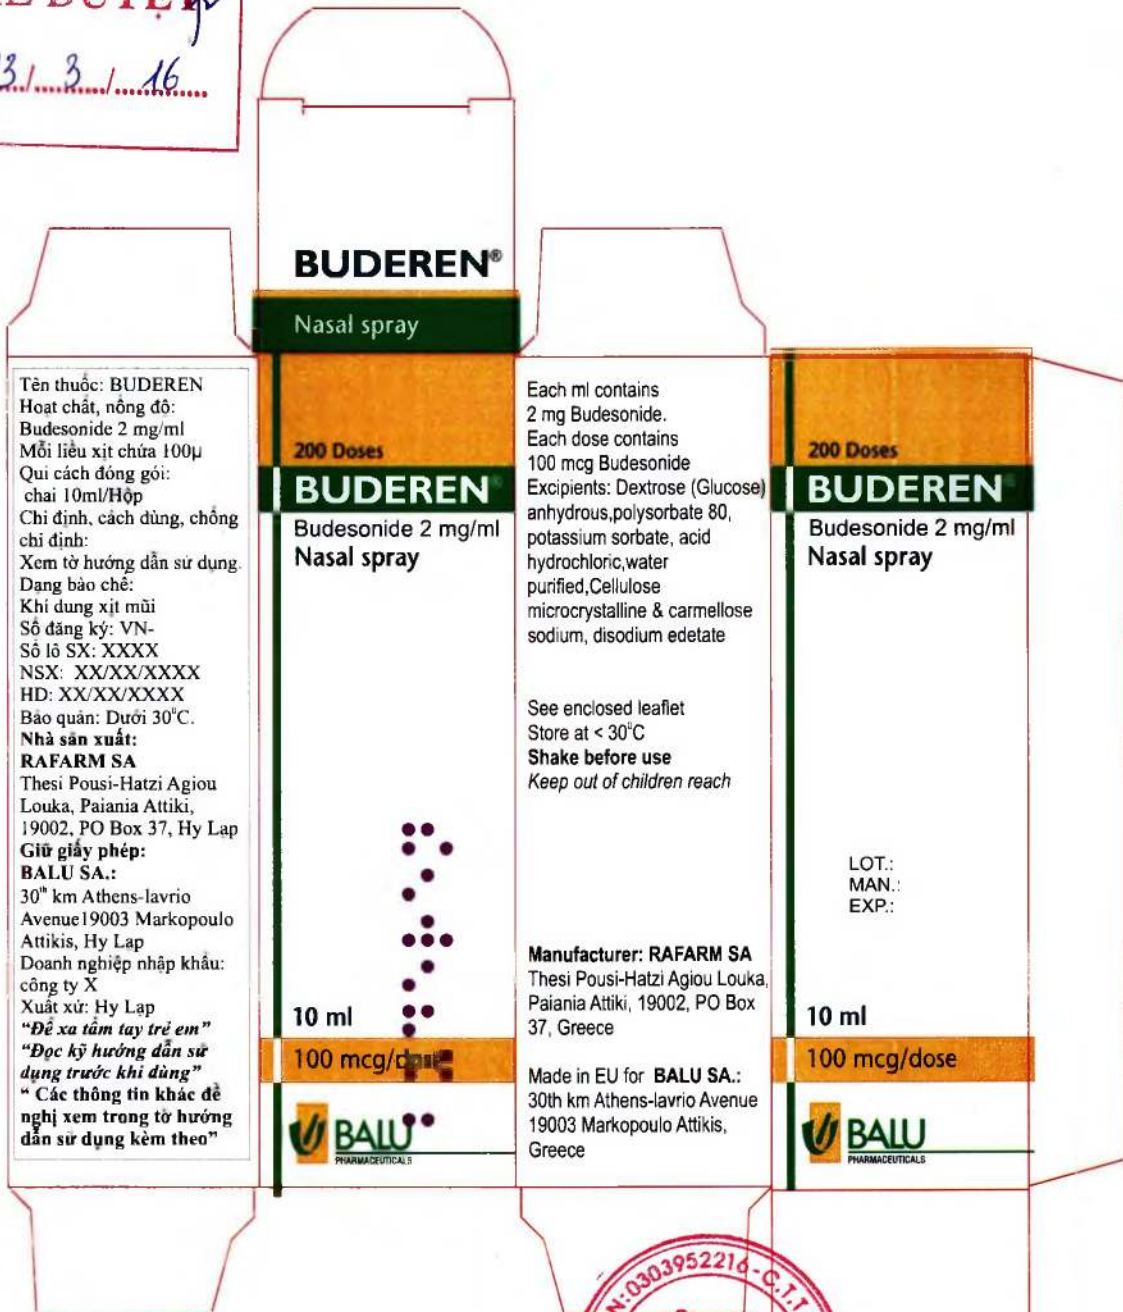 3/ 3 / 16
BUDEREN®
Nasal spray
Tên thuốc: BUDEREN
Hoạt chất, nồng độ:
Budesonide 2 mg/ml
Mỗi liều xịt chứa 100µ
Qui cách đóng gói:
chai 10ml/Hộp
Chỉ định, cách dùng, chống
chỉ định:
Xem tờ hướng dẫn sử dụng.
Dạng bào chế:
Khí dung xịt mũi
Số đăng ký: VN-
Số lô SX: XXXX
NSX: XX/XX/XXXX
HD: XX/XX/XXXX
Bảo quản: Dưới 30⁰C.
Nhà sản xuất:
RAFARM SA
Thesi Pousi-Hatzi Agiou
Louka, Paiania Attiki,
19002, PO Box 37, Hy Lạp
Giữ giấy phép:
BALU SA.:
30th km Athens-lavrio
Avenue19003 Markopoulo
Attikis, Hy Lạp
Doanh nghiệp nhập khẩu:
công ty X
Xuất xứ: Hy Lạp
“Để xa tầm tay trẻ em”
“Đọc kỹ hướng dẫn sử
dụng trước khi dùng”
“ Các thông tin khác đề
nghị xem trong tờ hướng
dẫn sử dụng kèm theo”
200 Doses
BUDEREN®
Budesonide 2 mg/ml
Nasal spray
10 ml
100 mcg/dose
BALU
PHARMACEUTICALS
Each ml contains
2 mg Budesonide.
Each dose contains
100 mcg Budesonide
Excipients: Dextrose (Glucose)
anhydrous,polysorbate 80,
potassium sorbate, acid
hydrochloric,water
purified,Cellulose
microcrystalline & carmellose
sodium, disodium edetate
See enclosed leaflet
Store at < 30⁰C
Shake before use
Keep out of children reach
Manufacturer: RAFARM SA
Thesi Pousi-Hatzi Agiou Louka,
Paiania Attiki, 19002, PO Box
37, Greece
Made in EU for BALU SA.:
30th km Athens-lavrio Avenue
19003 Markopoulo Attikis,
Greece
200 Doses
BUDEREN®
Budesonide 2 mg/ml
Nasal spray
LOT.:
MAN.:
EXP.:
10 ml
100 mcg/dose
BALU
PHARMACEUTICALS
N:0303952216-C.T.T